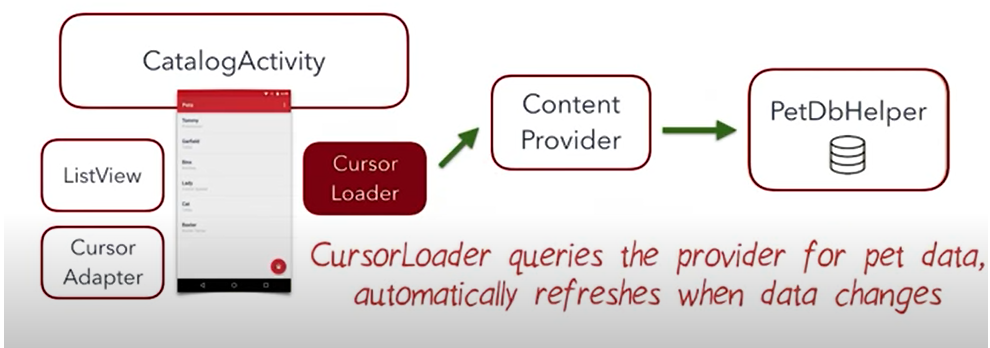 CatalogActivity
ListView
Cursor
Adapter
Pets
Tommy
Garfield
Lady
Cat
Baxter
Cursor
Loader
Content
Provider
PetDbHelper
CursorLoader queries the provider for pet data,
automatically refreshes when data changes